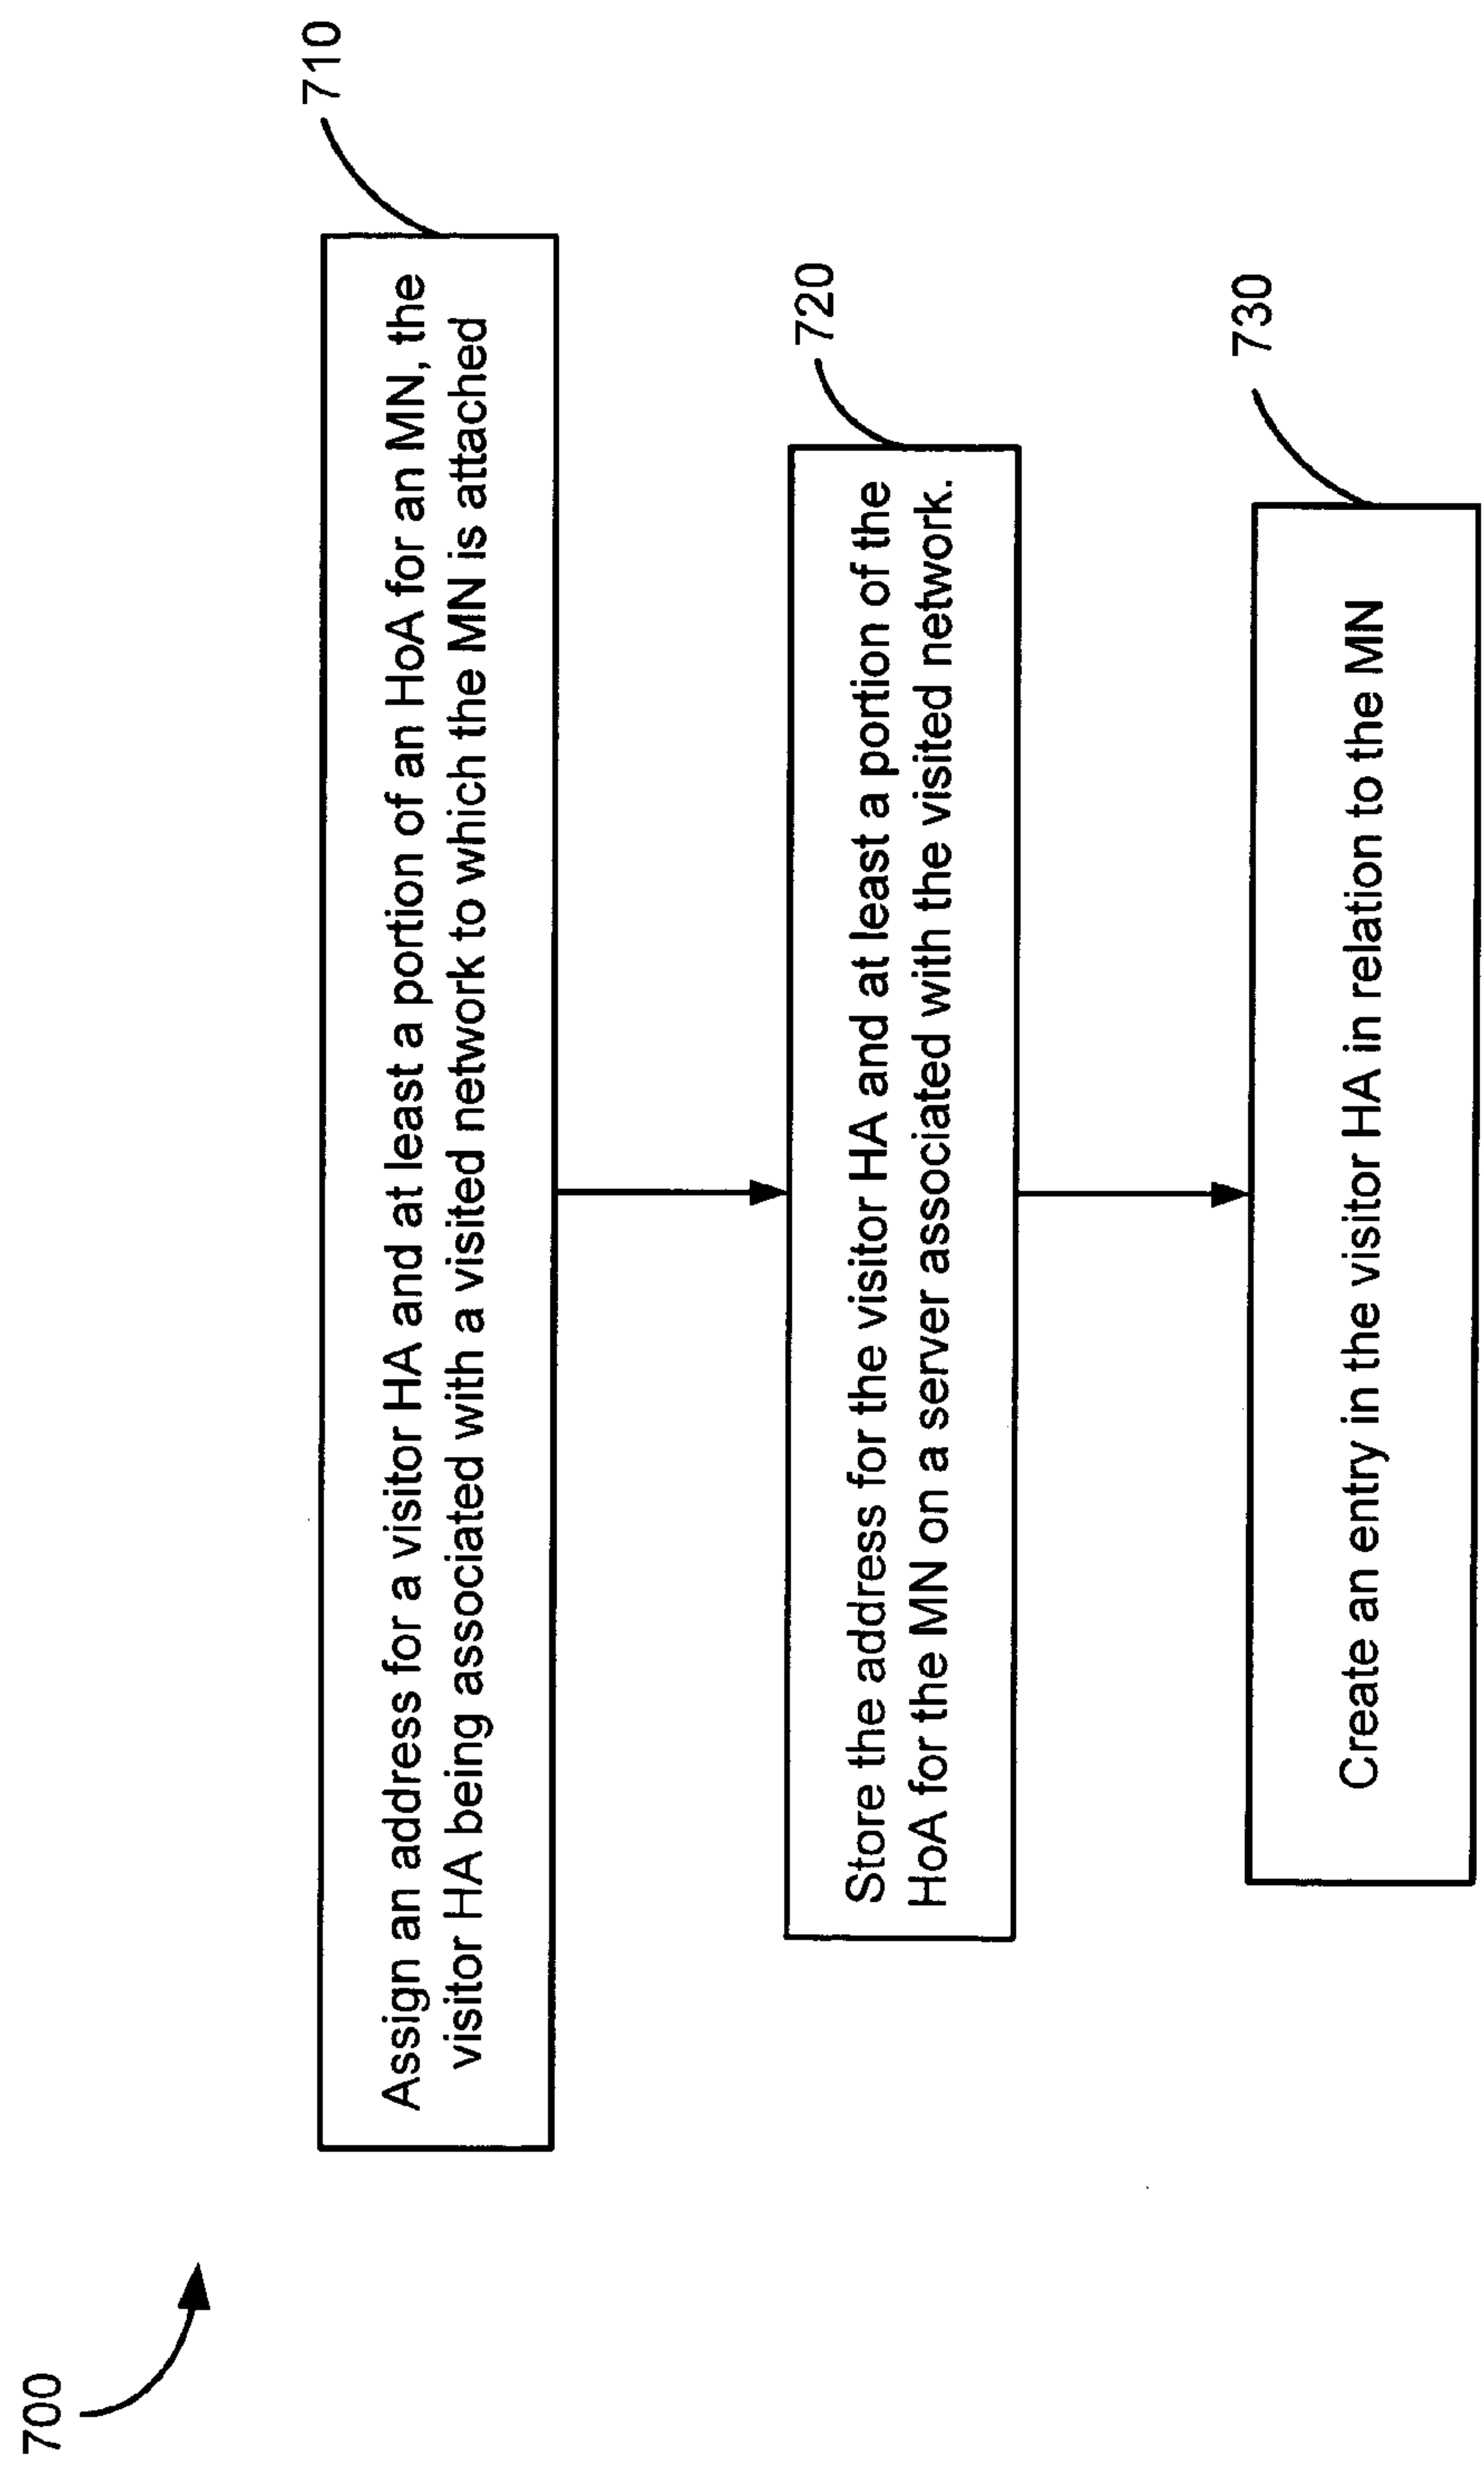 700
710
Assign an address for a visitor HA and at least a portion of an HoA for an MN, the
visitor HA being associated with a visited network to which the MN is attached
720
Store the address for the visitor HA and at least a portion of the
HoA for the MN on a server associated with the visited network.
730
Create an entry in the visitor HA in relation to the MN